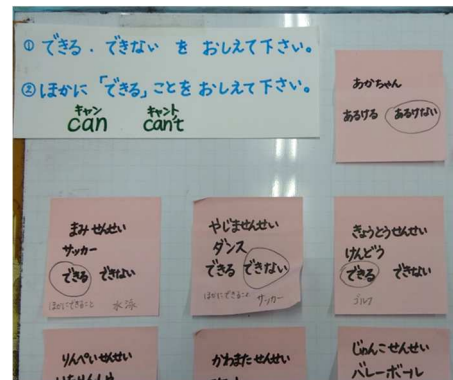 ① できる . できない を おしえて下さい。
② ほかに 「できる」 ことを おしえて下さい。
キャン キャント
can can't
あかちゃん
あるける あるけない
まみ せんせい
サッカー
できる できない
ほかにできること 水泳
やじませんせい
ダンス
できる できない
ほかにできること サッカー
きょうとうせんせい
けんどう
できる できない
ゴルフ
りんぺいせんせい
かわまた せんせい
じゅんこせんせい
バレーボール